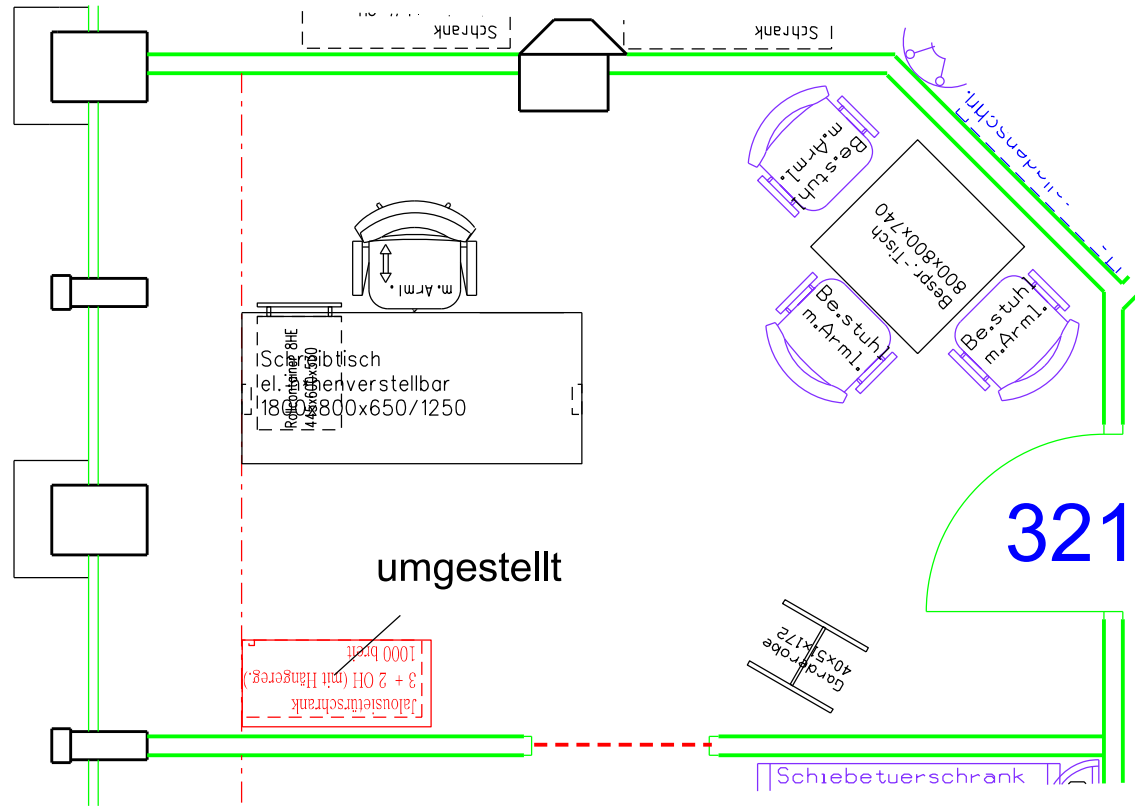 Schrank
Schrank
Be.stuhl
m.Arml.
Bespr.-Tisch
800x800x740
m.Arml.
Be.stuhl
m.Arml.
Be.stuhl
m.Arml.
Schreibtisch
el. höhenverstellbar
1800x800x650/1250
Rollcontainer 8HE
321
umgestellt
Jalousietürschrank
3 + 2 OH (mit Hängereg.)
1000 breit
Garderobe
40x51x172
Schiebetuerschrank